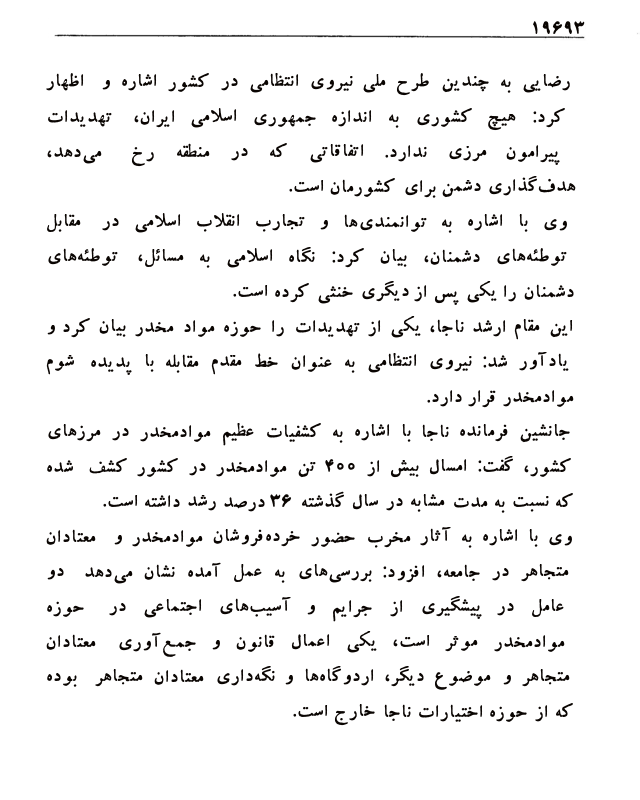 ۱۹۶۹۳
رضایی به چندین طرح ملی نیروی انتظامی در کشور اشاره و اظهار
کرد: هیچ کشوری به اندازه جمهوری اسلامی ایران، تهدیدات
پیرامون مرزی ندارد. اتفاقاتی که در منطقه رخ می‌دهد،
هدف‌گذاری دشمن برای کشورمان است.
وی با اشاره به توانمندی‌ها و تجارب انقلاب اسلامی در مقابل
توطئه‌های دشمنان، بیان کرد: نگاه اسلامی به مسائل، توطئه‌های
دشمنان را یکی پس از دیگری خنثی کرده است.
این مقام ارشد ناجا، یکی از تهدیدات را حوزه مواد مخدر بیان کرد و
یادآور شد: نیروی انتظامی به عنوان خط مقدم مقابله با پدیده شوم
موادمخدر قرار دارد.
جانشین فرمانده ناجا با اشاره به کشفیات عظیم موادمخدر در مرزهای
کشور، گفت: امسال بیش از ۴۰۰ تن موادمخدر در کشور کشف شده
که نسبت به مدت مشابه در سال گذشته ۳۶ درصد رشد داشته است.
وی با اشاره به آثار مخرب حضور خرده‌فروشان موادمخدر و معتادان
متجاهر در جامعه، افزود: بررسی‌های به عمل آمده نشان می‌دهد دو
عامل در پیشگیری از جرایم و آسیب‌های اجتماعی در حوزه
موادمخدر موثر است، یکی اعمال قانون و جمع‌آوری معتادان
متجاهر و موضوع دیگر، اردوگاه‌ها و نگه‌داری معتادان متجاهر بوده
که از حوزه اختیارات ناجا خارج است.